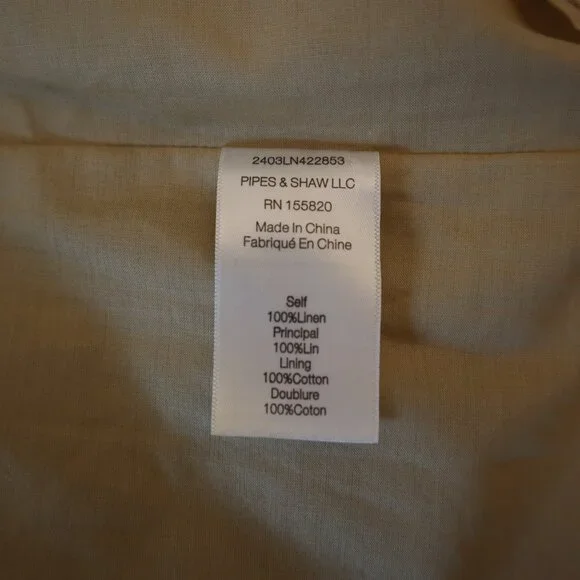 2403LN422853
PIPES & SHAW LLC
RN 155820
Made In China
Fabriqué En Chine
Self
100%Linen
Principal
100%Lin
Lining
100%Cotton
Doublure
100%Coton